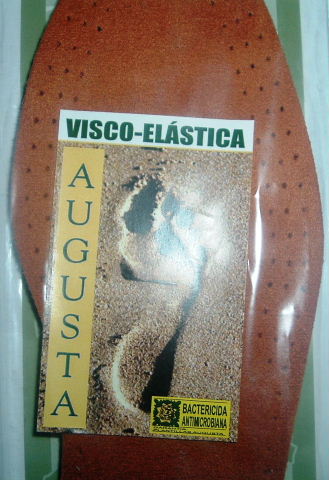 VISCO-ELÁSTICA
AUGUSTA
BACTERICIDA
ANTIMICROBIANA